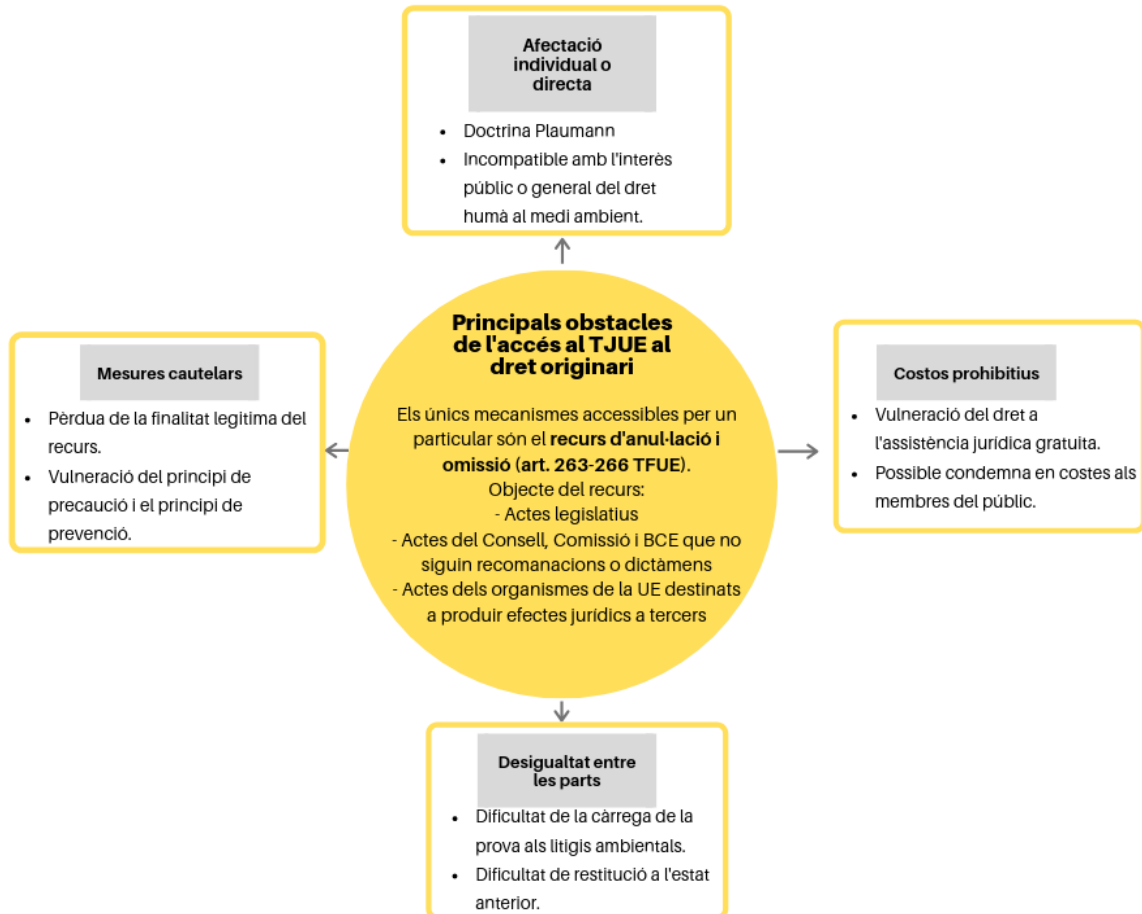 Afectació
individual o
directa
• Doctrina Plaumann
• Incompatible amb l'interès
públic o general del dret
humà al medi ambient.
Principals obstacles
de l'accés al TJUE al
dret originari
Els únics mecanismes accessibles per un
particular són el recurs d'anul·lació i
omissió (art. 263-266 TFUE).
Objecte del recurs:
- Actes legislatius
- Actes del Consell, Comissió i BCE que no
siguin recomanacions o dictàmens
- Actes dels organismes de la UE destinats
a produir efectes jurídics a tercers
Mesures cautelars
• Pèrdua de la finalitat legitima del
recurs.
• Vulneració del principi de
precaució i el principi de
prevenció.
Costos prohibitius
• Vulneració del dret a
l'assistència jurídica gratuita.
• Possible condemna en costes als
membres del públic.
Desigualtat entre
les parts
• Dificultat de la càrrega de la
prova als litigis ambientals.
• Dificultat de restitució a l'estat
anterior.